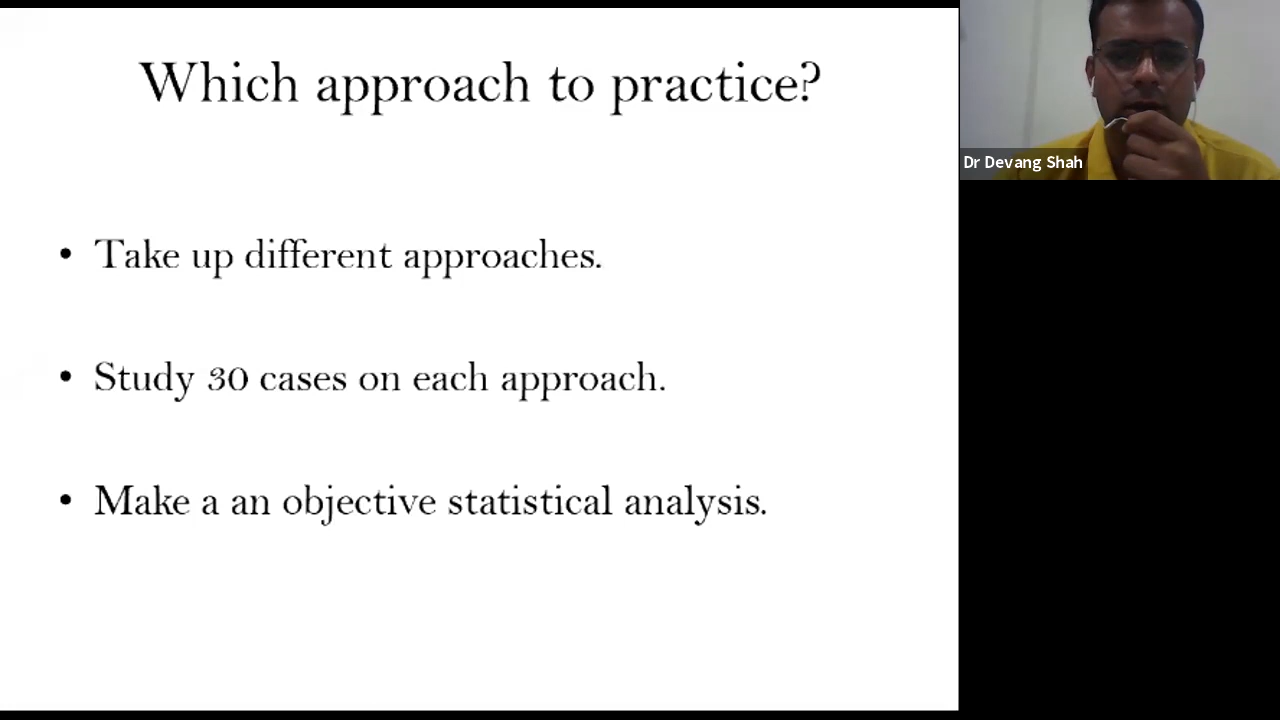 Which approach to practice?
• Take up different approaches.
• Study 30 cases on each approach.
• Make a an objective statistical analysis.
Dr Devang Shah